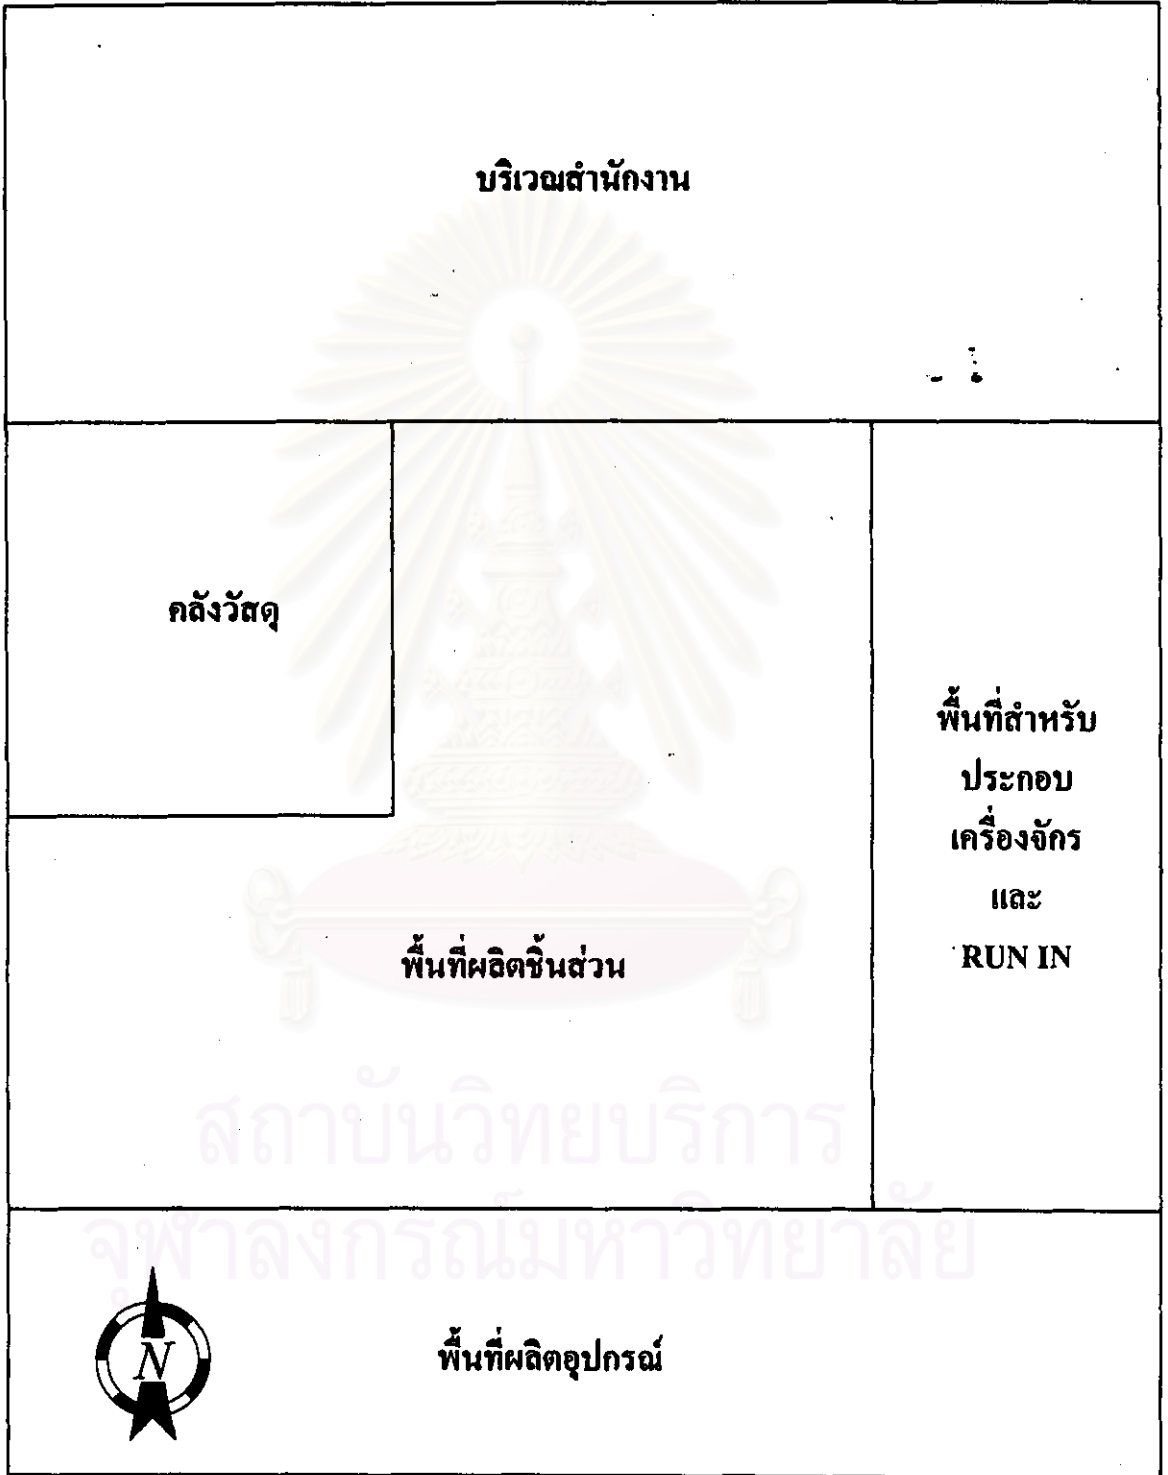 บริเวณสำนักงาน
คลังวัสดุ
พื้นที่สำหรับ
ประกอบ
เครื่องจักร
และ
RUN IN
พื้นที่ผลิตชิ้นส่วน
สถาบันวิทยบริการ
จุฬาลงกรณ์มหาวิทยาลัย
N
พื้นที่ผลิตอุปกรณ์